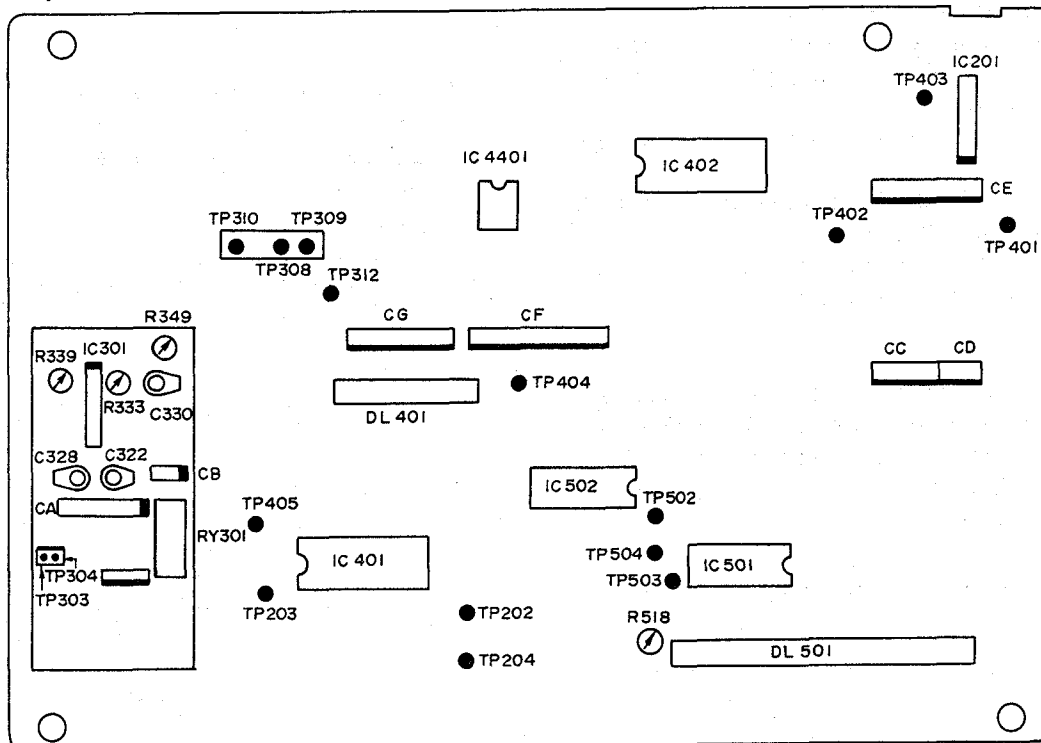 IC201
TP403
IC 4401
IC 402
CE
TP402
TP401
TP310
TP309
TP308
TP312
R349
CG
CF
R339
IC301
CC
CD
R333
C330
TP404
DL 401
C328
C322
CB
IC 502
TP502
CA
TP405
RY301
TP504
IC 401
IC 501
TP304
TP503
TP303
TP203
TP202
R518
DL 501
TP204